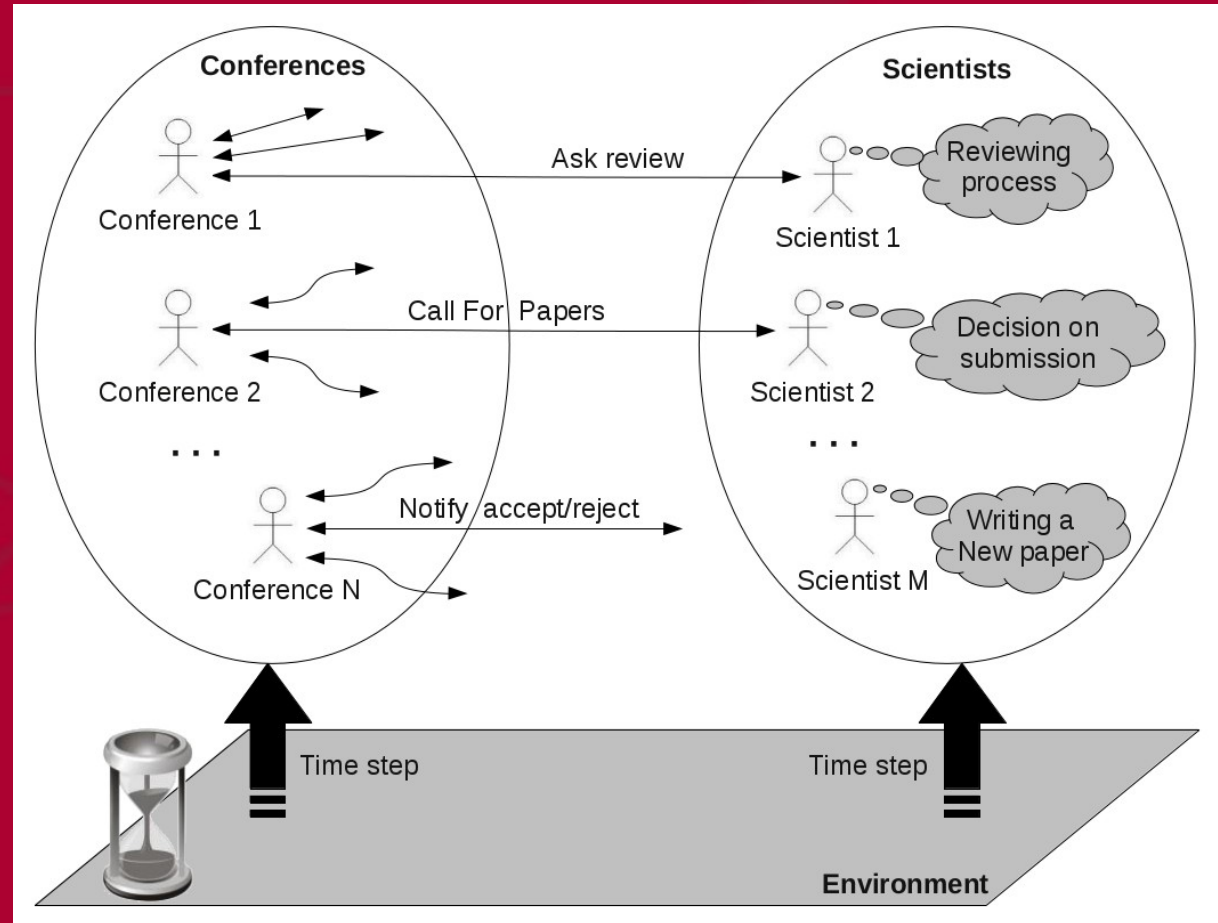 Conferences
Scientists
Ask review
Reviewing
process
Conference 1
Scientist 1
Call For Papers
Decision on
submission
Conference 2
Scientist 2
...
...
Notify accept/reject
Writing a
New paper
Conference N
Scientist M
Time step
Time step
Environment